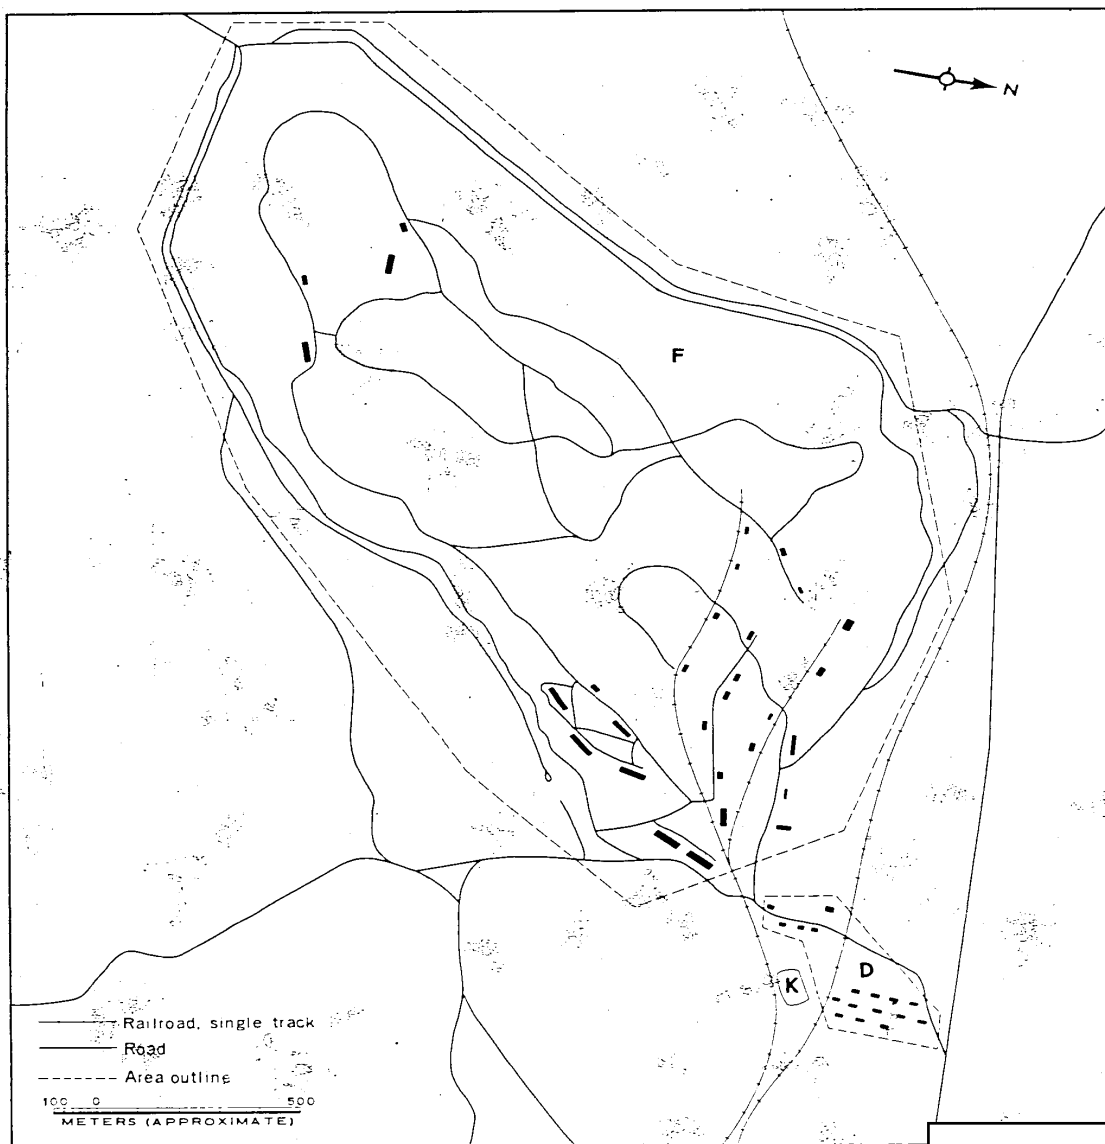 N
F
D
K
Railroad, single track
Road
Area outline
100 0 500
METERS (APPROXIMATE)